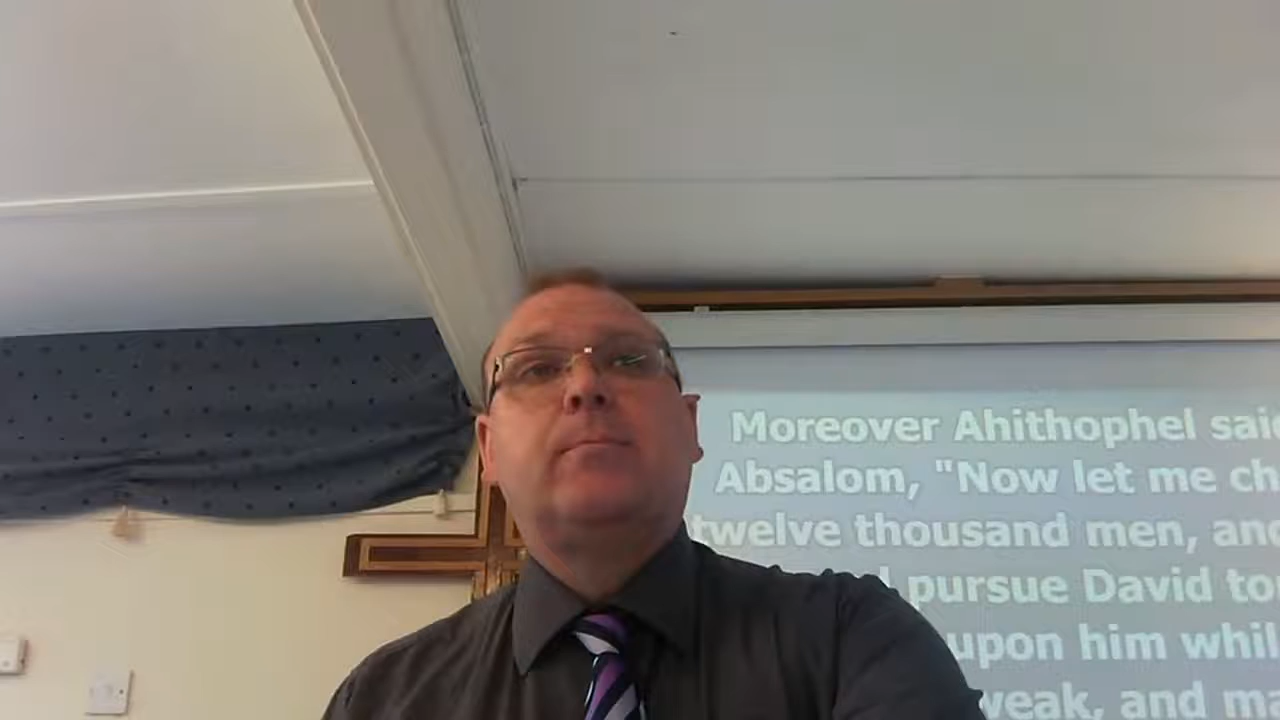 Moreover Ahithophel said
Absalom, "Now let me ch
twelve thousand men, and
pursue David to
upon him whil
weak, and ma